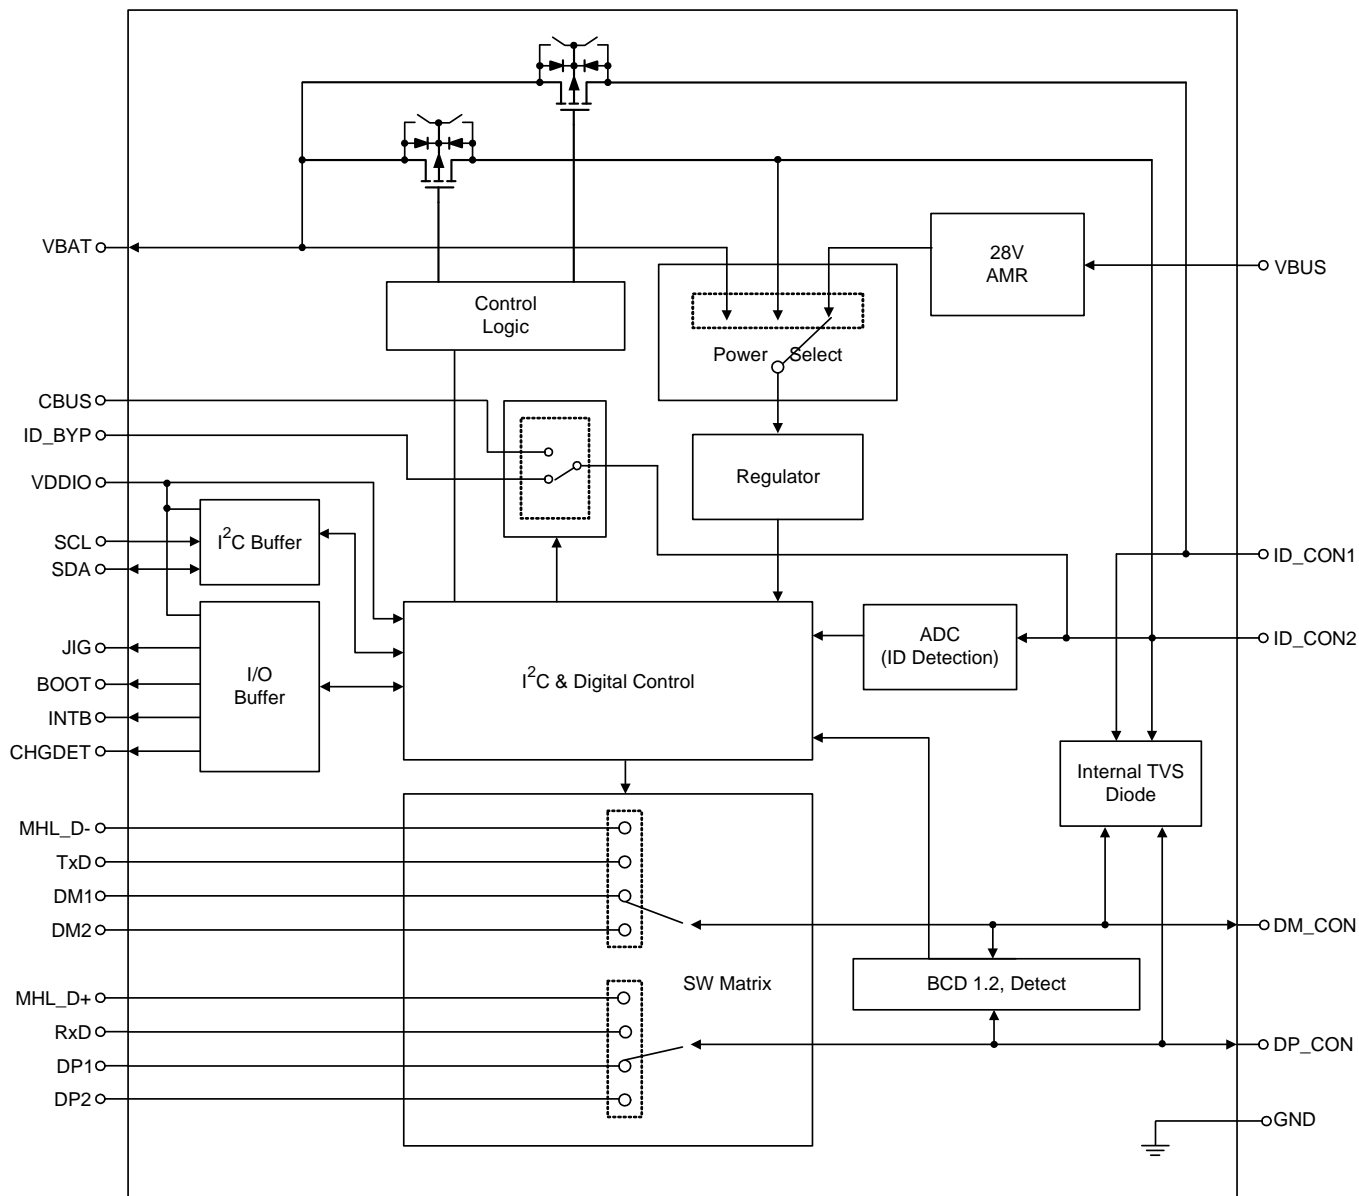 VBAT
28V
AMR
VBUS
Control
Logic
Power Select
CBUS
ID_BYP
VDDIO
Regulator
I²C Buffer
SCL
SDA
ID_CON1
ADC
(ID Detection)
ID_CON2
JIG
BOOT
INTB
CHGDET
I/O
Buffer
I²C & Digital Control
Internal TVS
Diode
MHL_D-
TxD
DM1
DM2
DM_CON
SW Matrix
BCD 1.2, Detect
MHL_D+
RxD
DP1
DP2
DP_CON
GND